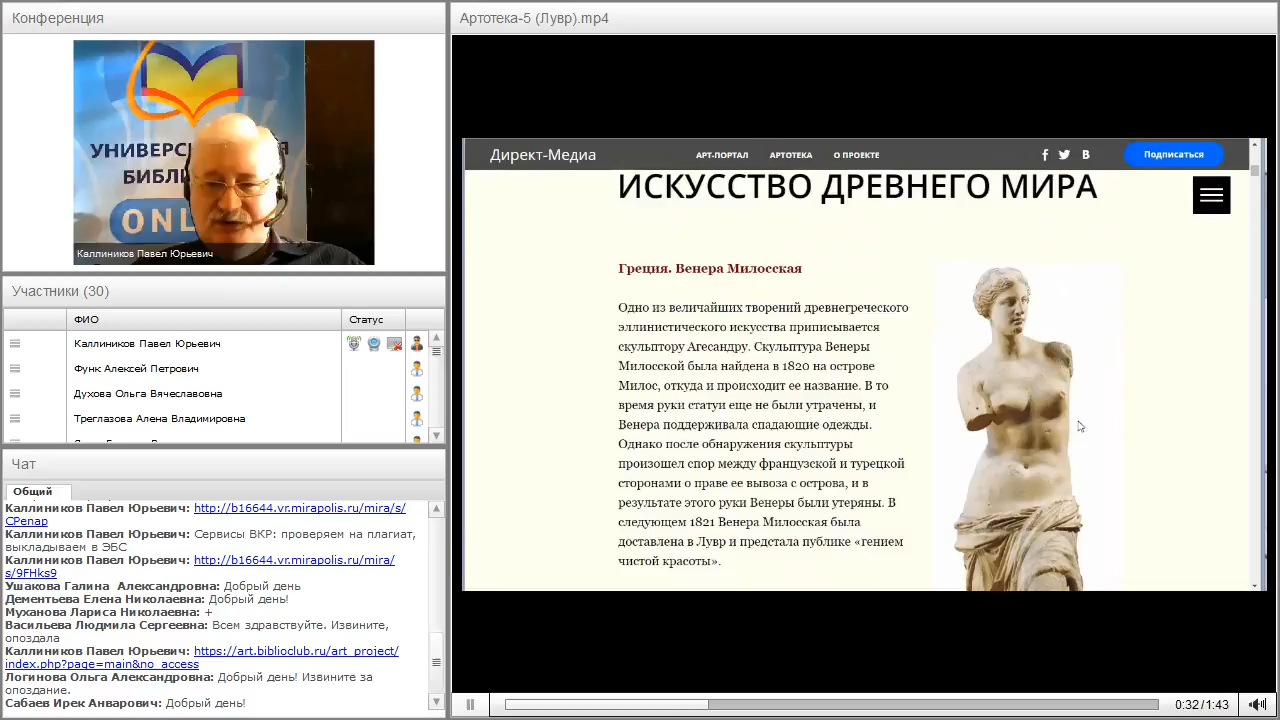 Конференция
УНИВЕРС
БИБЛИ
ONL
Каллиников Павел Юрьевич
Участники (30)
ФИО
Статус
Каллиников Павел Юрьевич
Функ Алексей Петрович
Духова Ольга Вячеславовна
Треглазова Алена Владимировна
Чат
Общий
Каллиников Павел Юрьевич: http://b16644.vr.mirapolis.ru/mira/s/
CPenap
Каллиников Павел Юрьевич: Сервисы ВКР: проверяем на плагиат,
выкладываем в ЭБС
Каллиников Павел Юрьевич: http://b16644.vr.mirapolis.ru/mira/
s/9FHks9
Ушакова Галина Александровна: Добрый день
Дементьева Елена Николаевна: Добрый день!
Муханова Лариса Николаевна: +
Васильева Людмила Сергеевна: Всем здравствуйте. Извините,
опоздала
Каллиников Павел Юрьевич: https://art.biblioclub.ru/art_project/
index.php?page=main&no_access
Логинова Ольга Александровна: Добрый день! Извините за
опоздание.
Сабаев Ирек Анварович: Добрый день!
Артотека-5 (Лувр).mp4
Директ-Медиа
АРТ-ПОРТАЛ АРТОТЕКА О ПРОЕКТЕ
Подписаться
ИСКУССТВО ДРЕВНЕГО МИРА
Греция. Венера Милосская
Одно из величайших творений древнегреческого
эллинистического искусства приписывается
скульптору Агесандру. Скульптура Венеры
Милосской была найдена в 1820 на острове
Милос, откуда и происходит ее название. В то
время руки статуи еще не были утрачены, и
Венера поддерживала спадающие одежды.
Однако после обнаружения скульптуры
произошел спор между французской и турецкой
сторонами о праве ее вывоза с острова, и в
результате этого руки Венеры были утеряны. В
следующем 1821 Венера Милосская была
доставлена в Лувр и предстала публике «гением
чистой красоты».
0:32/1:43